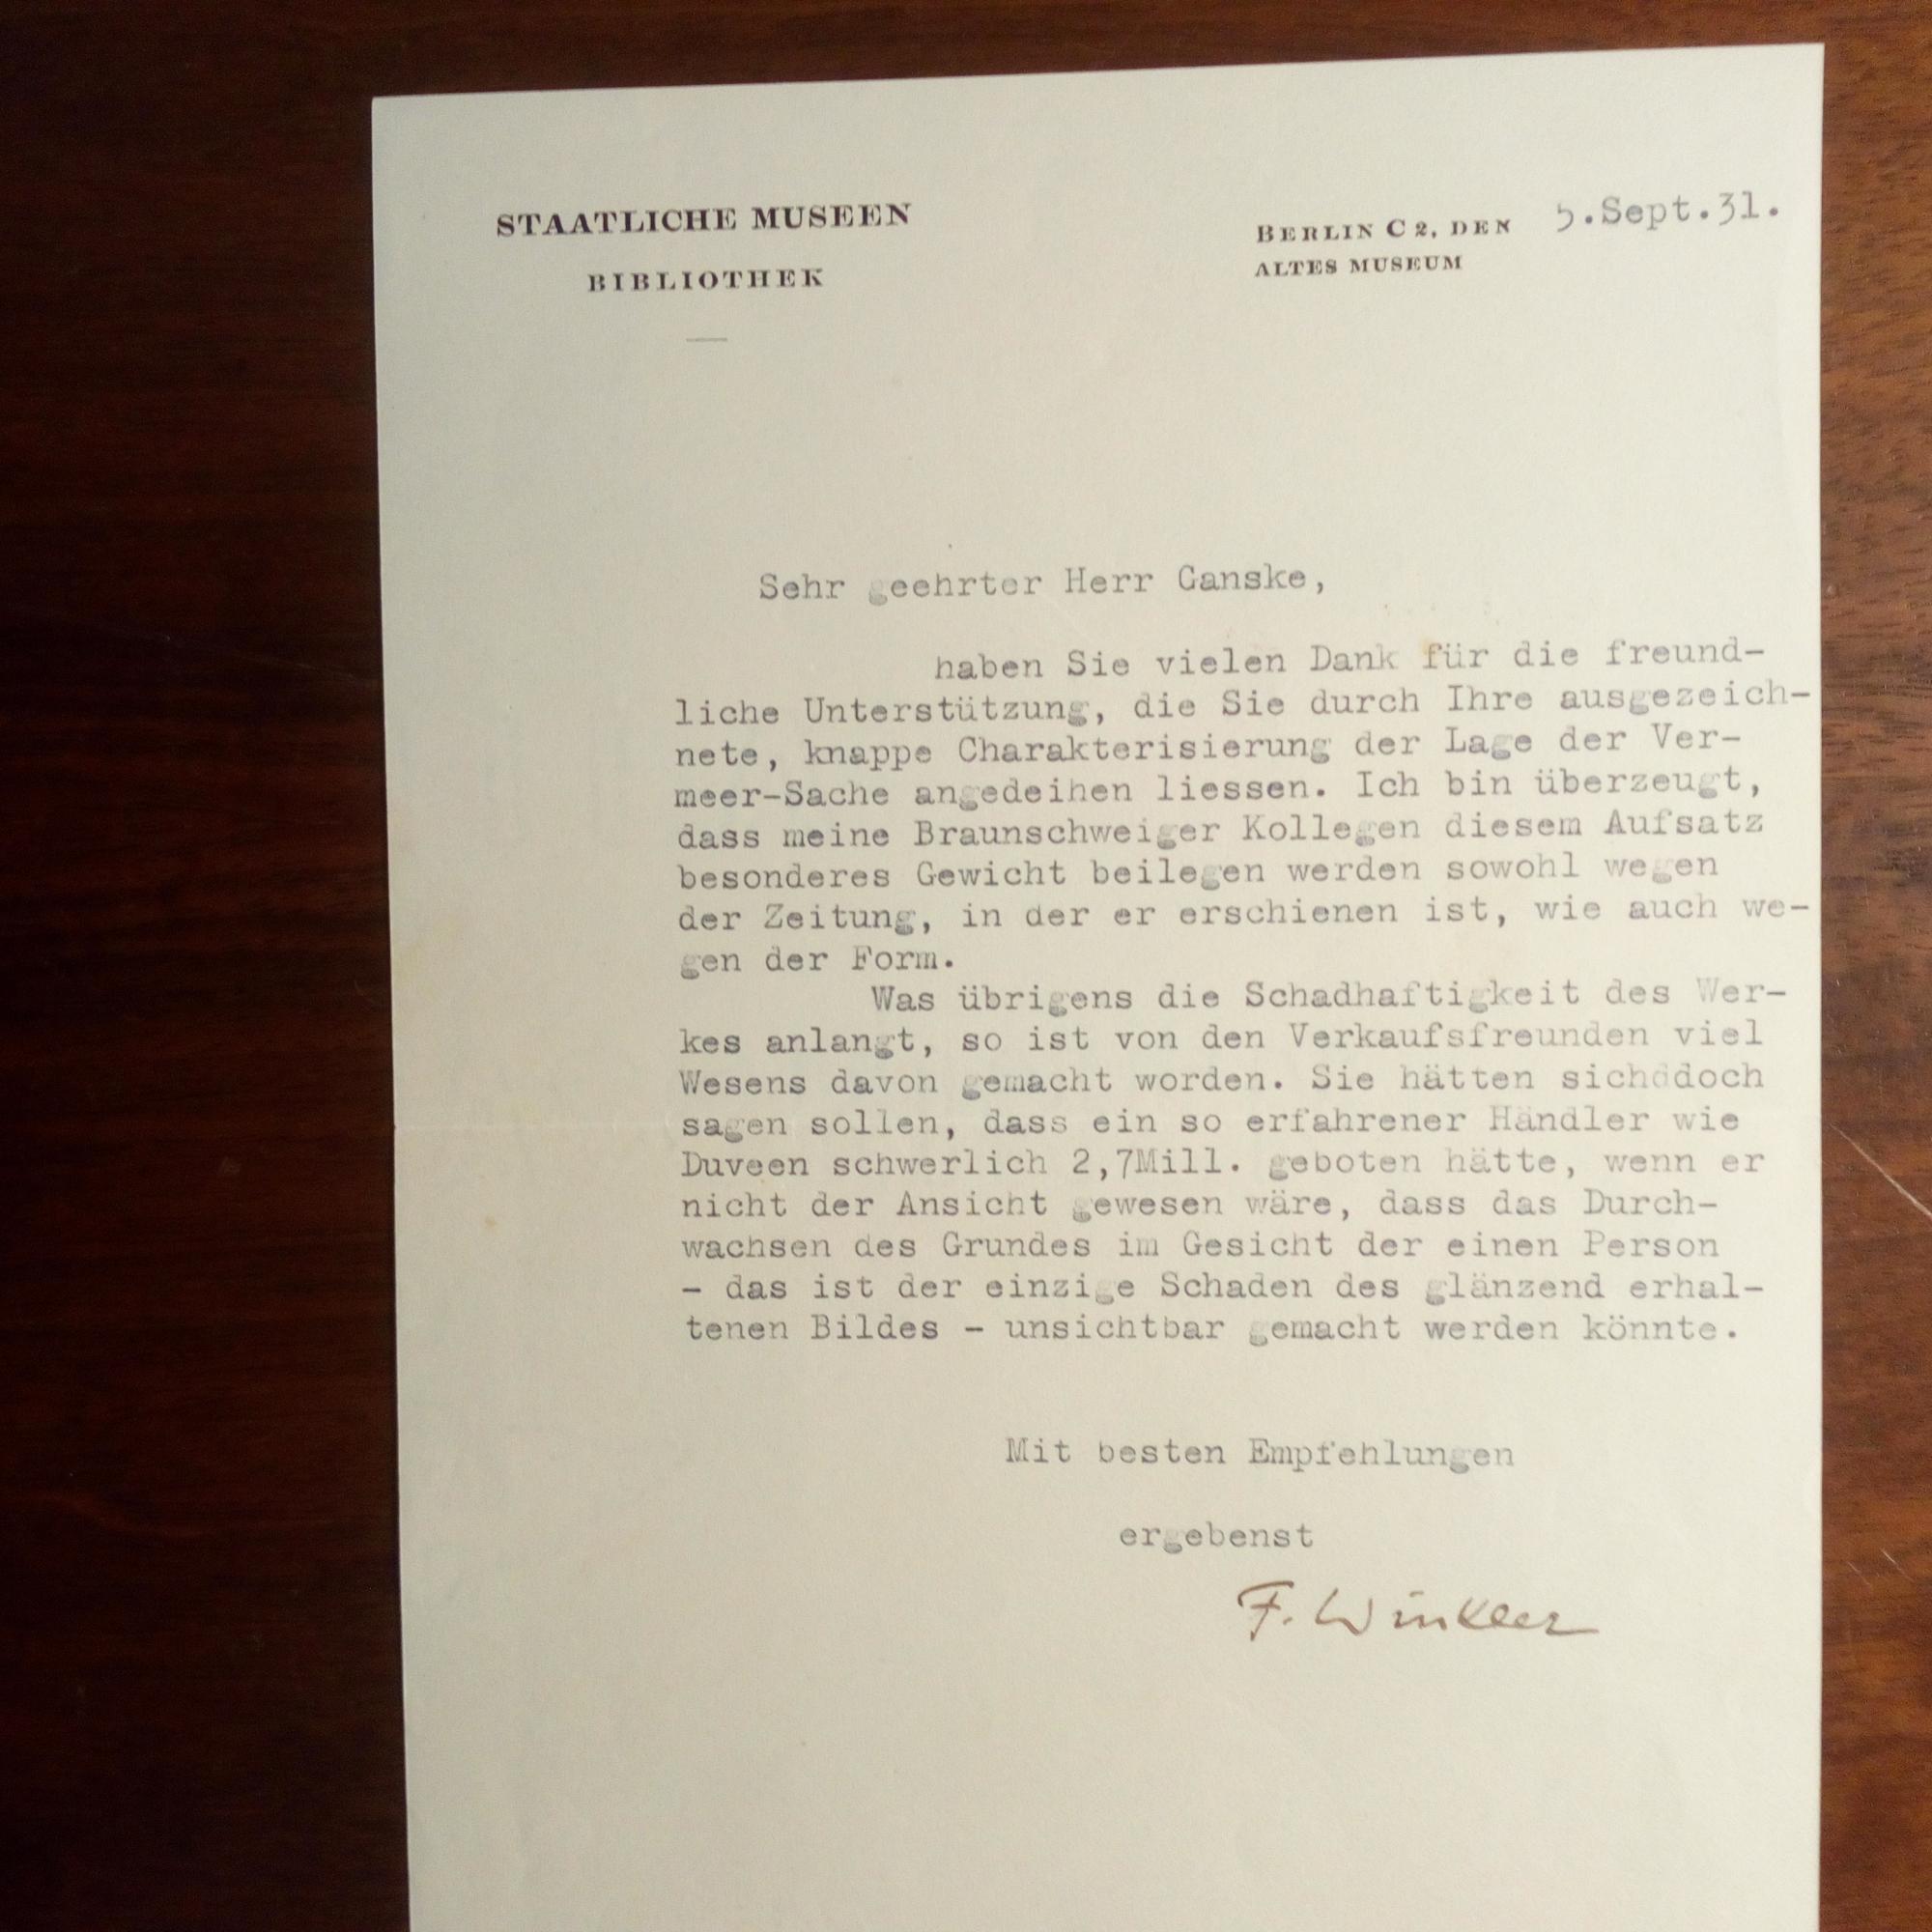 STAATLICHE MUSEEN
BIBLIOTHEK
BERLIN C 2, DEN 5.Sept.31.
ALTES MUSEUM
Sehr geehrter Herr Ganske,
haben Sie vielen Dank für die freund-
liche Unterstützung, die Sie durch Ihre ausgezeich-
nete, knappe Charakterisierung der Lage der Ver-
meer-Sache angedeihen liessen. Ich bin überzeugt,
dass meine Braunschweiger Kollegen diesem Aufsatz
besonderes Gewicht beilegen werden sowohl wegen
der Zeitung, in der er erschienen ist, wie auch we-
gen der Form.
Was übrigens die Schadhaftigkeit des Wer-
kes anlangt, so ist von den Verkaufsfreunden viel
Wesens davon gemacht worden. Sie hätten sichddoch
sagen sollen, dass ein so erfahrener Händler wie
Duveen schwerlich 2,7Mill. geboten hätte, wenn er
nicht der Ansicht gewesen wäre, dass das Durch-
wachsen des Grundes im Gesicht der einen Person
- das ist der einzige Schaden des glänzend erhal-
tenen Bildes - unsichtbar gemacht werden könnte.
Mit besten Empfehlungen
ergebenst
F. Winkler